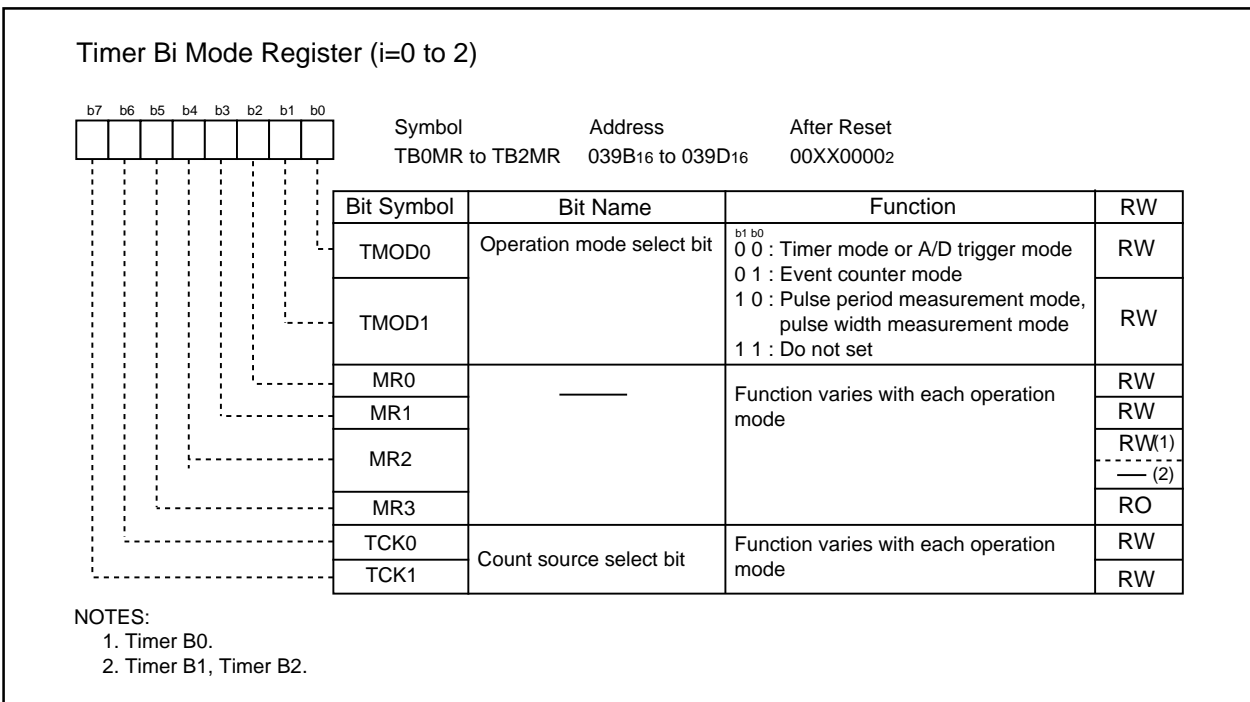 Timer Bi Mode Register (i=0 to 2)
b7 b6 b5 b4 b3 b2 b1 b0
Symbol Address After Reset
TB0MR to TB2MR 039B16 to 039D16 00XX00002
Bit Symbol Bit Name Function RW
TMOD0 Operation mode select bit b1 b0
0 0 : Timer mode or A/D trigger mode RW
0 1 : Event counter mode
TMOD1 1 0 : Pulse period measurement mode,
pulse width measurement mode RW
1 1 : Do not set
MR0 —— Function varies with each operation
mode RW
MR1 RW
MR2 RW(1)
—— (2)
MR3 RO
TCK0 Count source select bit Function varies with each operation
mode RW
TCK1 RW
NOTES:
1. Timer B0.
2. Timer B1, Timer B2.